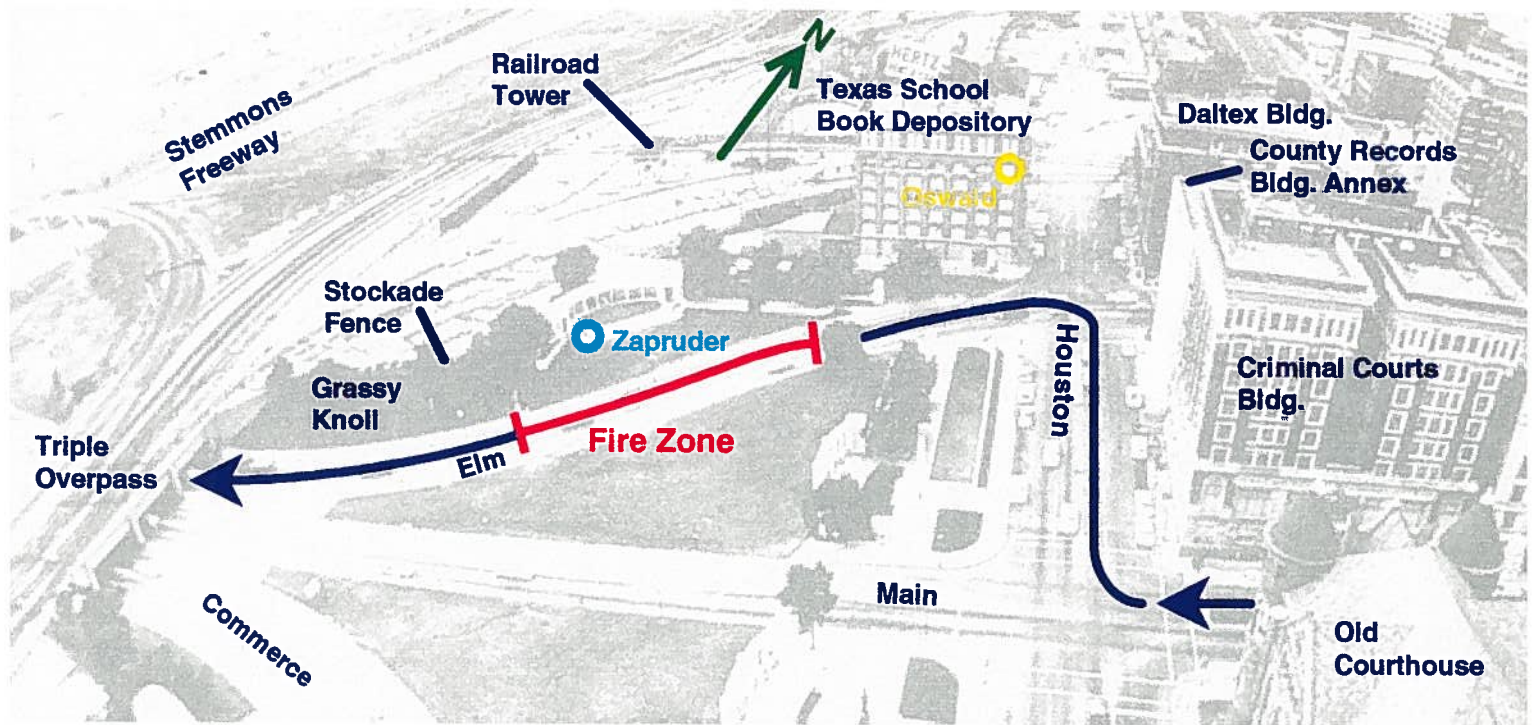 N
HERTZ
Railroad
Tower
Texas School
Book Depository
Stemmons
Freeway
Daltex Bldg.
County Records
Bldg. Annex
Oswald
Stockade
Fence
Zapruder
Houston
Criminal Courts
Bldg.
Grassy
Knoll
Fire Zone
Triple
Overpass
Elm
Main
Commerce
Old
Courthouse